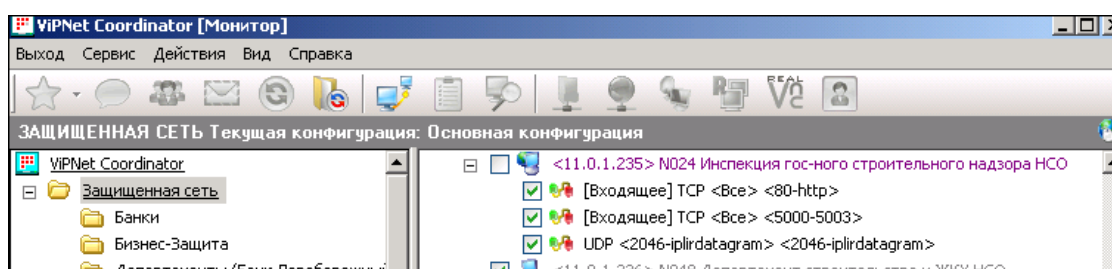 ViPNet Coordinator [Монитор]
Выход Сервис Действия Вид Справка
REAL
VNC
ЗАЩИЩЕННАЯ СЕТЬ Текущая конфигурация: Основная конфигурация
ViPNet Coordinator
Защищенная сеть
Банки
Бизнес-Защита
<11.0.1.235> N024 Инспекция гос-ного строительного надзора НСО
[Входящее] TCP <Все> <80-http>
[Входящее] TCP <Все> <5000-5003>
UDP <2046-iplirdatagram> <2046-iplirdatagram>